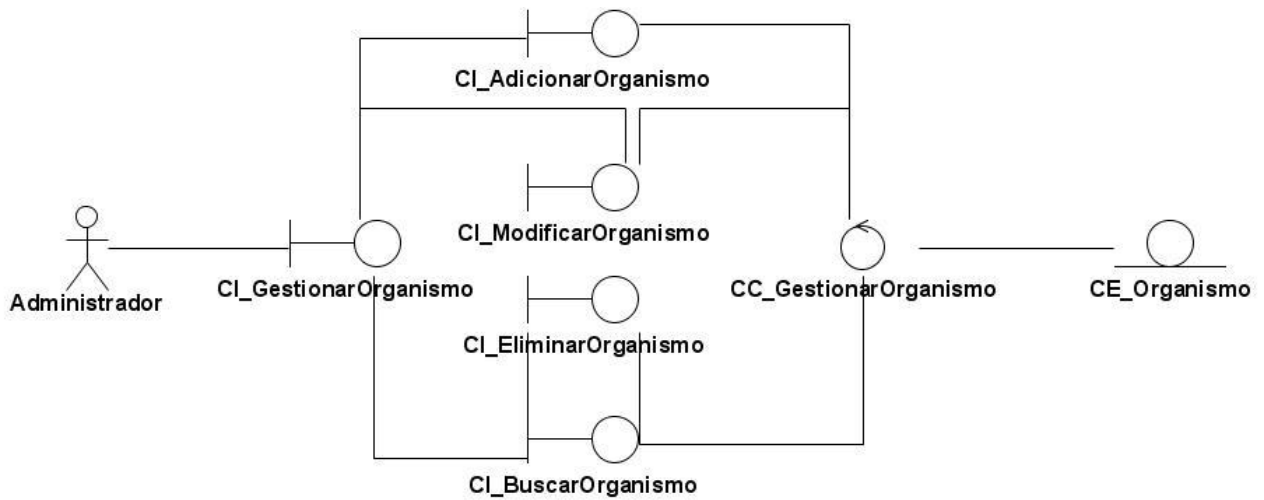 CI_AdicionarOrganismo
CI_ModificarOrganismo
Administrador
CI_GestionarOrganismo
CC_GestionarOrganismo
CE_Organismo
CI_EliminarOrganismo
CI_BuscarOrganismo